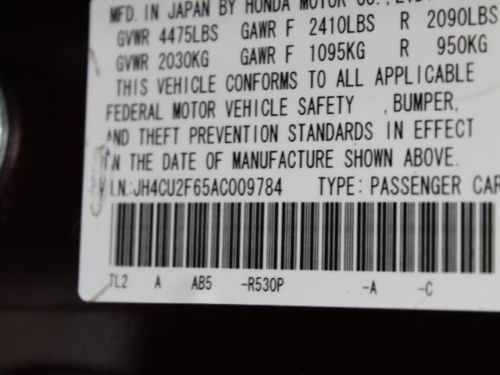 MFD. IN JAPAN BY HONDA MOTOR CO.,
GVWR 4475LBS GAWR F 2410LBS R 2090LBS
GVWR 2030KG GAWR F 1095KG R 950KG
THIS VEHICLE CONFORMS TO ALL APPLICABLE
FEDERAL MOTOR VEHICLE SAFETY ,BUMPER,
AND THEFT PREVENTION STANDARDS IN EFFECT
ON THE DATE OF MANUFACTURE SHOWN ABOVE.
V.I.N.:JH4CU2F65AC009784 TYPE: PASSENGER CAR
TL2 A AB5 -R530P -A -C